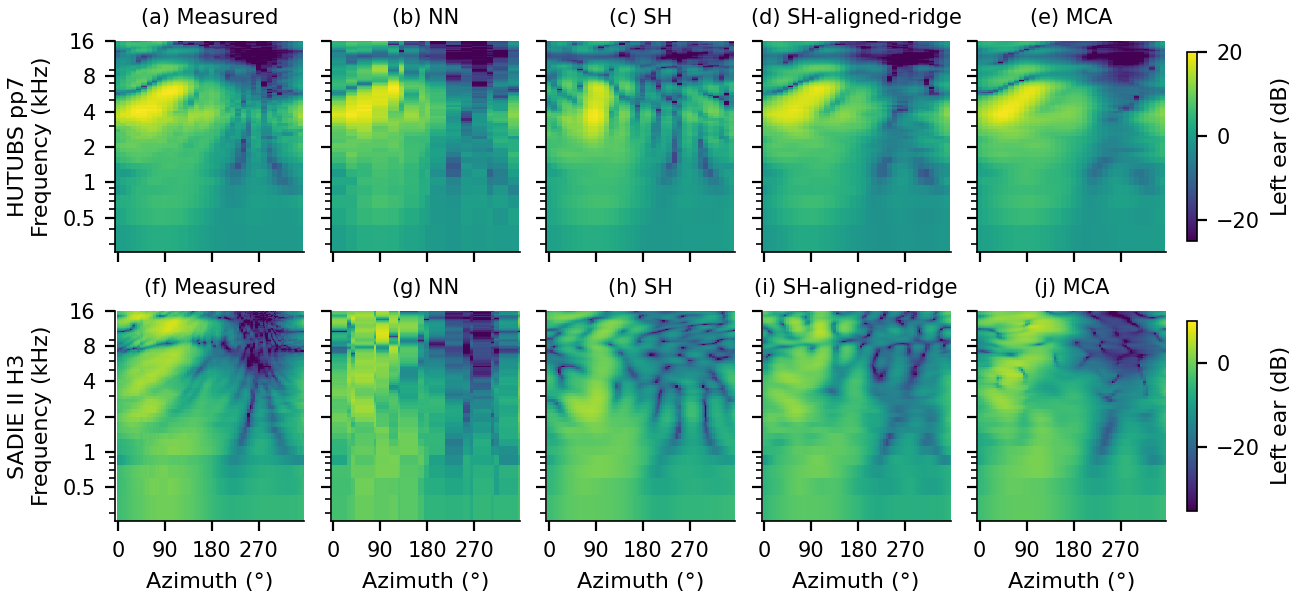 (a) Measured
(b) NN
(c) SH
(d) SH-aligned-ridge
(e) MCA
HUTUBS pp7
Frequency (kHz)
16
8
4
2
1
0.5
20
0
−20
Left ear (dB)
(f) Measured
(g) NN
(h) SH
(i) SH-aligned-ridge
(j) MCA
SADIE II H3
Frequency (kHz)
16
8
4
2
1
0.5
0
−20
Left ear (dB)
0 90 180 270
0 90 180 270
0 90 180 270
0 90 180 270
0 90 180 270
Azimuth (°)
Azimuth (°)
Azimuth (°)
Azimuth (°)
Azimuth (°)